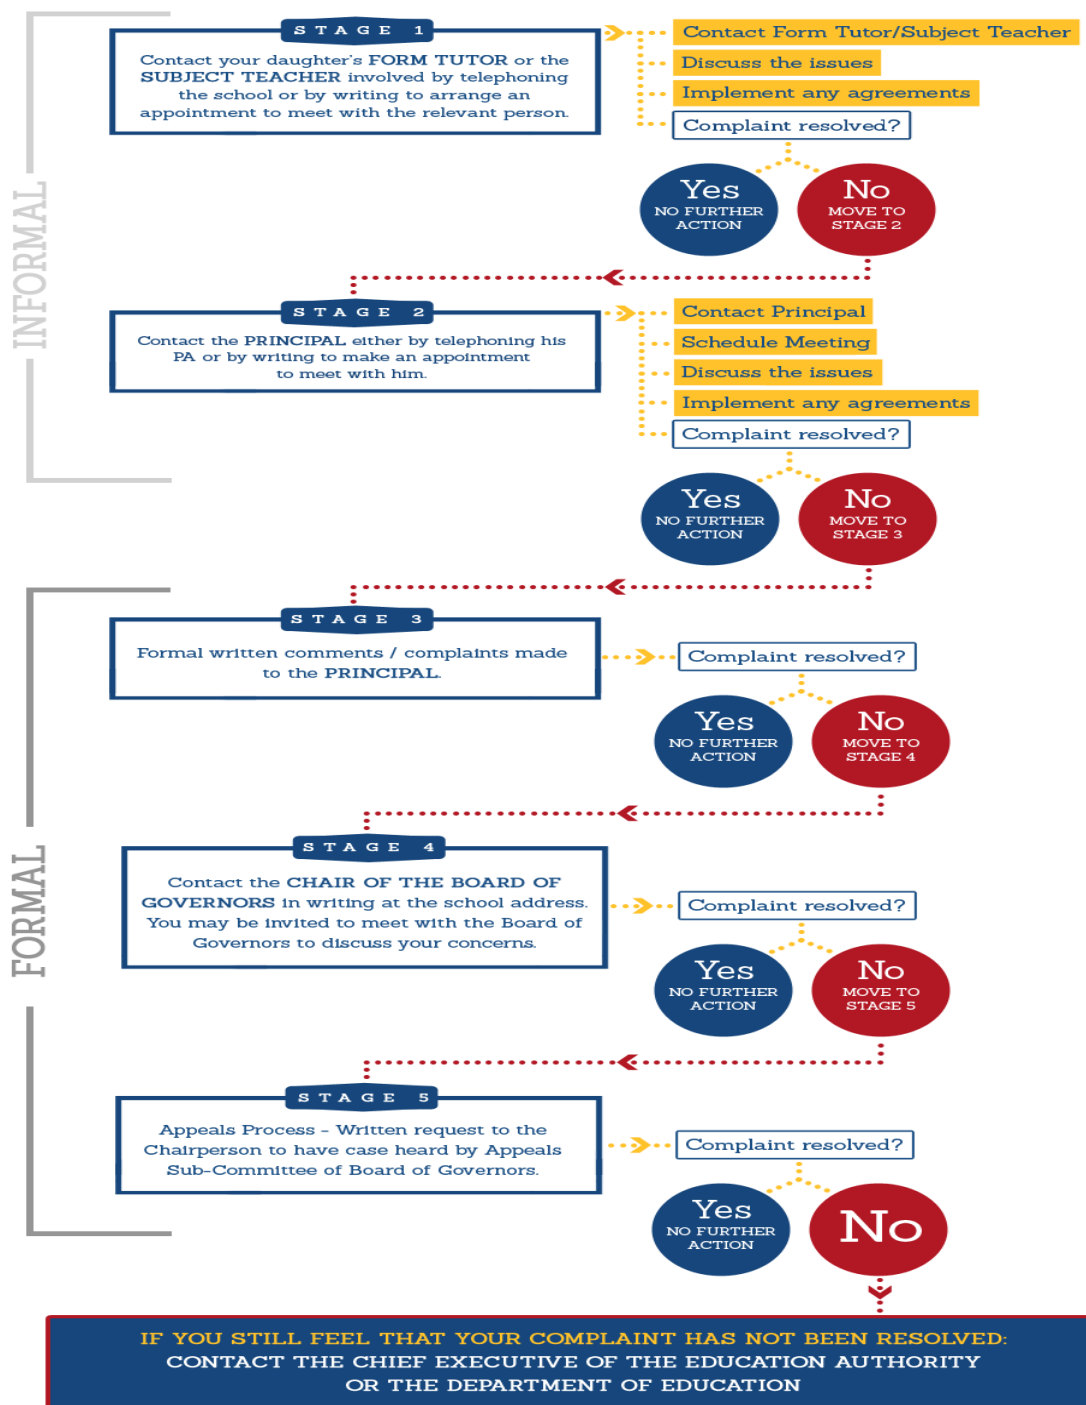 INFORMAL
STAGE 1
Contact your daughter's FORM TUTOR or the
SUBJECT TEACHER involved by telephoning
the school or by writing to arrange an
appointment to meet with the relevant person.
Contact Form Tutor/Subject Teacher
Discuss the issues
Implement any agreements
Complaint resolved?
Yes
NO FURTHER
ACTION
No
MOVE TO
STAGE 2
STAGE 2
Contact the PRINCIPAL either by telephoning his
PA or by writing to make an appointment
to meet with him.
Contact Principal
Schedule Meeting
Discuss the issues
Implement any agreements
Complaint resolved?
Yes
NO FURTHER
ACTION
No
MOVE TO
STAGE 3
FORMAL
STAGE 3
Formal written comments / complaints made
to the PRINCIPAL.
Complaint resolved?
Yes
NO FURTHER
ACTION
No
MOVE TO
STAGE 4
STAGE 4
Contact the CHAIR OF THE BOARD OF
GOVERNORS in writing at the school address.
You may be invited to meet with the Board of
Governors to discuss your concerns.
Complaint resolved?
Yes
NO FURTHER
ACTION
No
MOVE TO
STAGE 5
STAGE 5
Appeals Process - Written request to the
Chairperson to have case heard by Appeals
Sub-Committee of Board of Governors.
Complaint resolved?
Yes
NO FURTHER
ACTION
No
IF YOU STILL FEEL THAT YOUR COMPLAINT HAS NOT BEEN RESOLVED:
CONTACT THE CHIEF EXECUTIVE OF THE EDUCATION AUTHORITY
OR THE DEPARTMENT OF EDUCATION